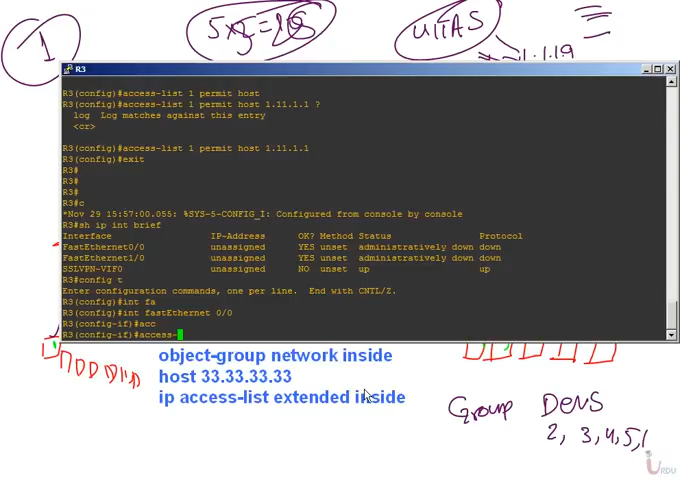 1
5x5=25
1.1.19
R3
R3(config)#access-list 1 permit host
R3(config)#access-list 1 permit host 1.11.1.1 ?
log  Log matches against this entry
<cr>
R3(config)#access-list 1 permit host 1.11.1.1
R3(config)#exit
R3#
R3#
R3#
R3#c
*Nov 29 15:57:00.055: %SYS-5-CONFIG_I: Configured from console by console
R3#sh ip int brief
Interface IP-Address OK? Method Status Protocol
FastEthernet0/0 unassigned YES unset administratively down down
FastEthernet1/0 unassigned YES unset administratively down down
SSLVPN-VIF0 unassigned NO unset up up
R3#config t
Enter configuration commands, one per line.  End with CNTL/Z.
R3(config)#int fa
R3(config)#int fastEthernet 0/0
R3(config-if)#acc
R3(config-if)#access-
object-group network inside
host 33.33.33.33
ip access-list extended inside
Group
2, 3,4,5,1
URDU